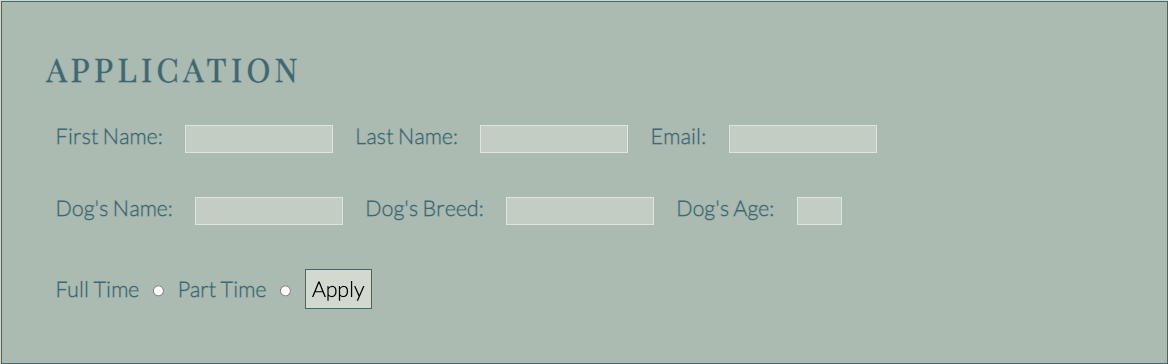 APPLICATION
First Name: Last Name: Email:
Dog's Name: Dog's Breed: Dog's Age:
Full Time Part Time Apply